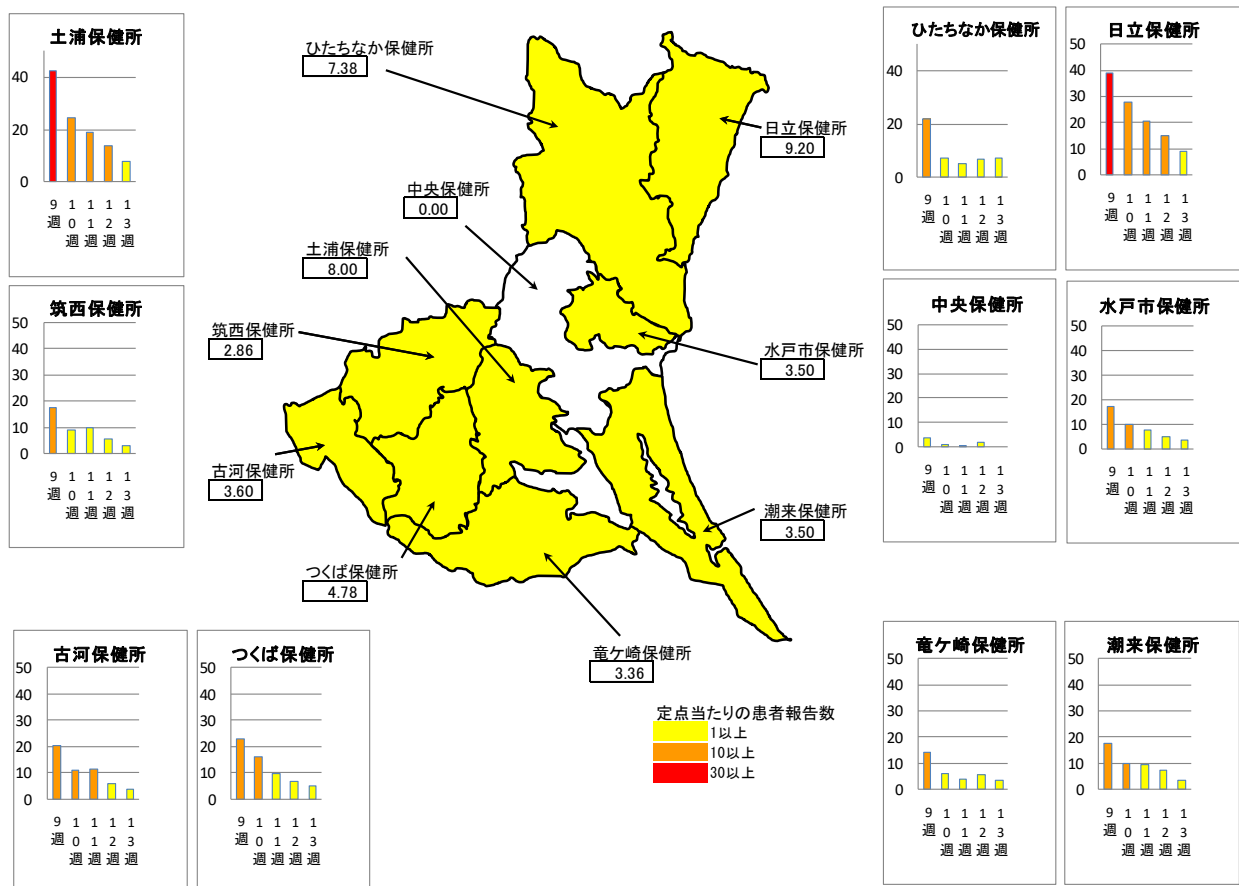 土浦保健所
40
20
0
9週
10週
11週
12週
13週
筑西保健所
50
40
30
20
10
0
9週
10週
11週
12週
13週
古河保健所
50
40
30
20
10
0
9週
10週
11週
12週
13週
つくば保健所
50
40
30
20
10
0
9週
10週
11週
12週
13週
ひたちなか保健所
7.38
日立保健所
9.20
中央保健所
0.00
土浦保健所
8.00
筑西保健所
2.86
水戸市保健所
3.50
古河保健所
3.60
潮来保健所
3.50
つくば保健所
4.78
竜ケ崎保健所
3.36
定点当たりの患者報告数
1以上
10以上
30以上
ひたちなか保健所
40
20
0
9週
10週
11週
12週
13週
日立保健所
50
40
30
20
10
0
9週
10週
11週
12週
13週
中央保健所
50
40
30
20
10
0
9週
10週
11週
12週
13週
水戸市保健所
50
40
30
20
10
0
9週
10週
11週
12週
13週
竜ケ崎保健所
50
40
30
20
10
0
9週
10週
11週
12週
13週
潮来保健所
50
40
30
20
10
0
9週
10週
11週
12週
13週